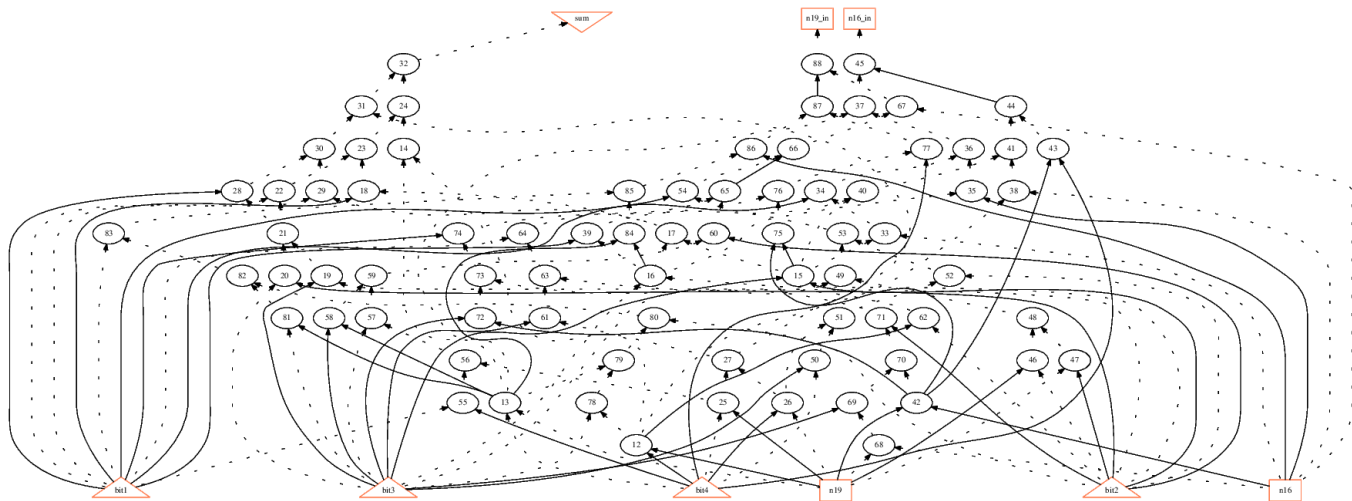 sum n19_in n16_in
32 88 45
31 24 87 37 67 44
30 23 14 86 66 77 36 41 43
28 22 29 18 85 54 65 76 34 40 35 38
83 21 74 64 39 84 17 60 75 53 33
82 20 19 59 73 63 16 15 49 52
81 58 57 72 61 80 51 71 62 48
56 79 27 50 70 46 47
55 13 78 25 26 69 42
12 68
bit1 bit3 bit4 n19 bit2 n16